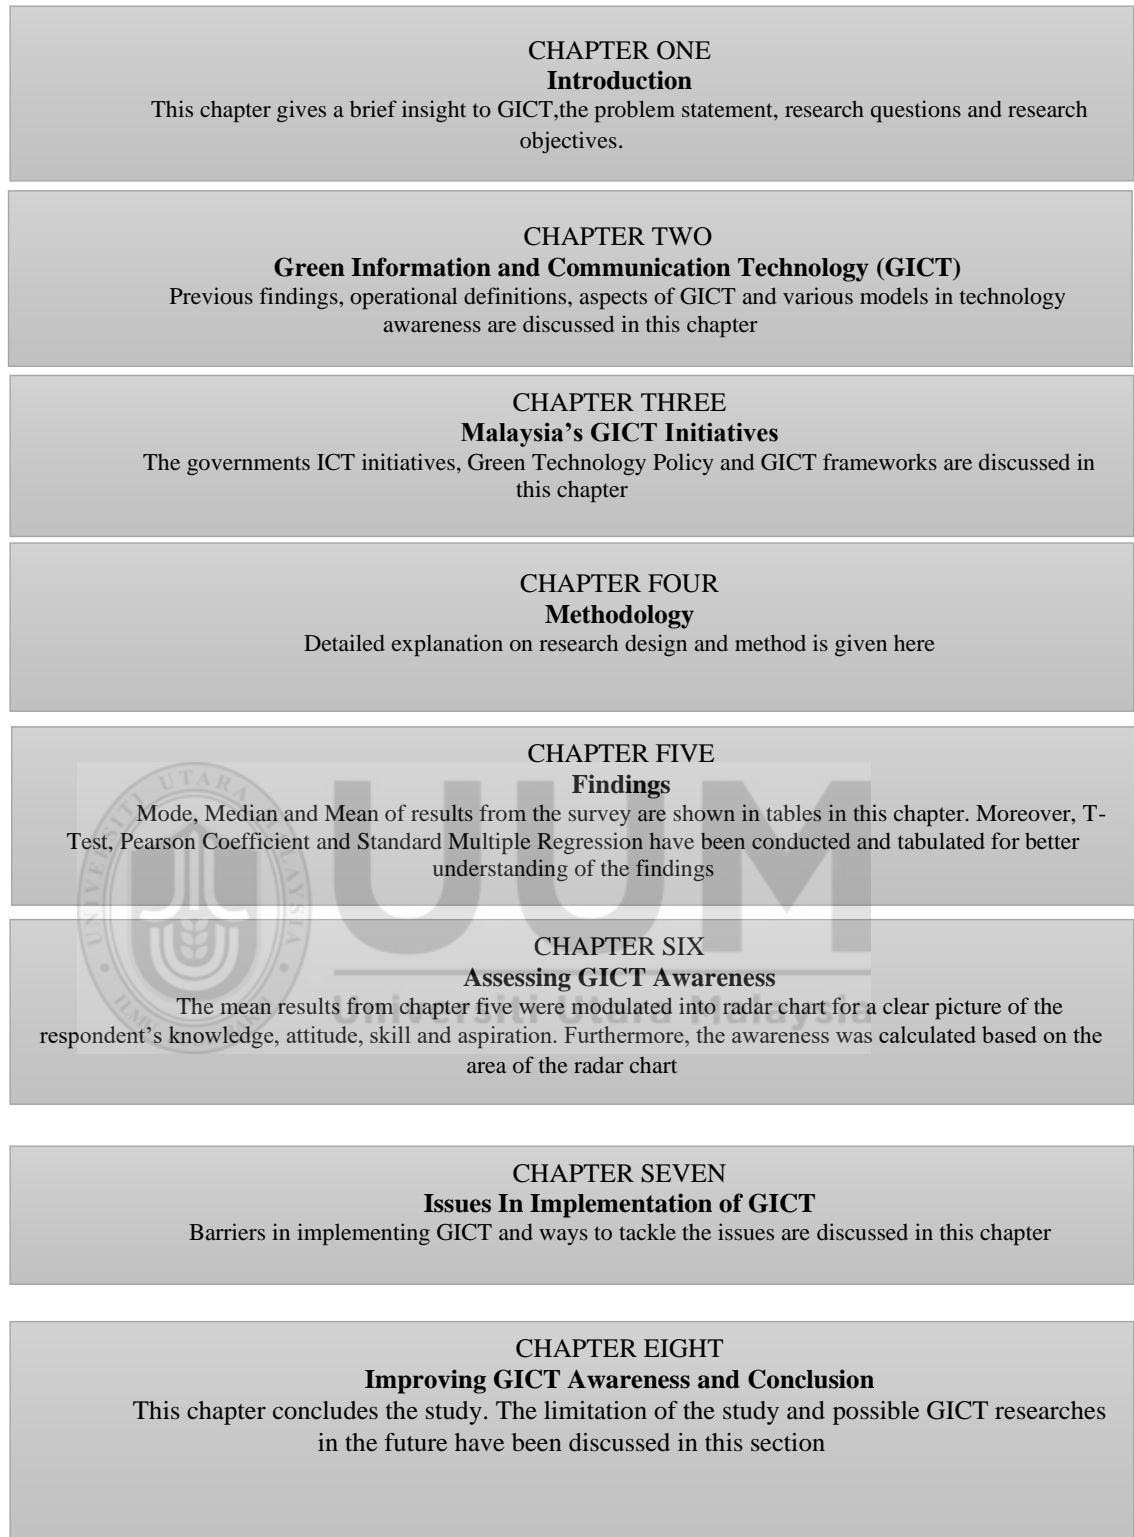 CHAPTER ONE
Introduction
This chapter gives a brief insight to GICT,the problem statement, research questions and research
objectives.
CHAPTER TWO
Green Information and Communication Technology (GICT)
Previous findings, operational definitions, aspects of GICT and various models in technology
awareness are discussed in this chapter
CHAPTER THREE
Malaysia’s GICT Initiatives
The governments ICT initiatives, Green Technology Policy and GICT frameworks are discussed in
this chapter
CHAPTER FOUR
Methodology
Detailed explanation on research design and method is given here
CHAPTER FIVE
Findings
Mode, Median and Mean of results from the survey are shown in tables in this chapter. Moreover, T-
Test, Pearson Coefficient and Standard Multiple Regression have been conducted and tabulated for better
understanding of the findings
UNIVERSITI UTARA MALAYSIA
UUM
Universiti Utara Malaysia
CHAPTER SIX
Assessing GICT Awareness
The mean results from chapter five were modulated into radar chart for a clear picture of the
respondent’s knowledge, attitude, skill and aspiration. Furthermore, the awareness was calculated based on the
area of the radar chart
CHAPTER SEVEN
Issues In Implementation of GICT
Barriers in implementing GICT and ways to tackle the issues are discussed in this chapter
CHAPTER EIGHT
Improving GICT Awareness and Conclusion
This chapter concludes the study. The limitation of the study and possible GICT researches
in the future have been discussed in this section